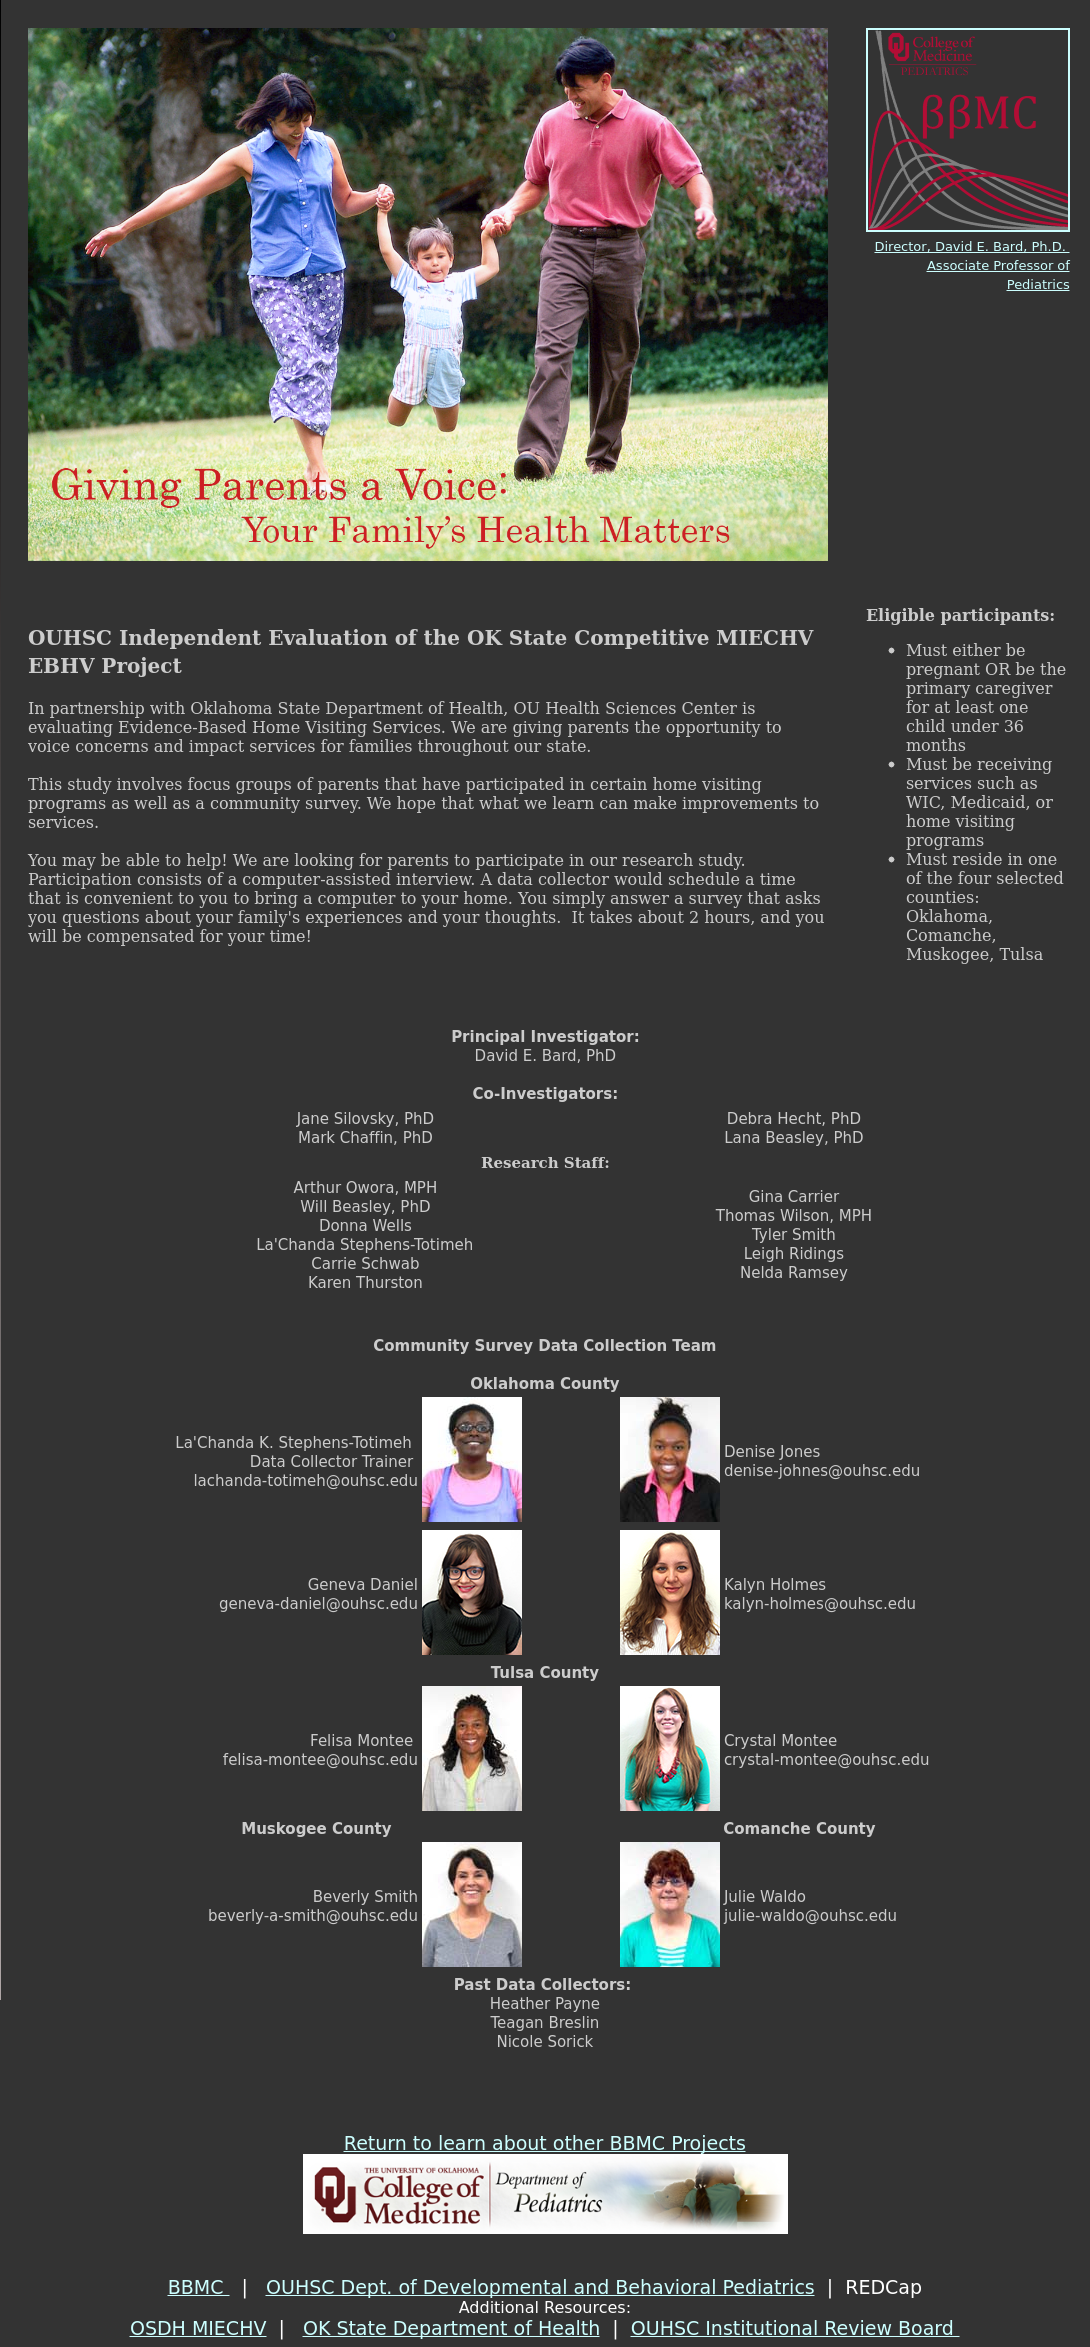 Giving Parents a Voice:
Your Family's Health Matters
College of
Medicine
PEDIATRICS
ββMC
Director, David E. Bard, Ph.D.
Associate Professor of
Pediatrics
OUHSC Independent Evaluation of the OK State Competitive MIECHV
EBHV Project
In partnership with Oklahoma State Department of Health, OU Health Sciences Center is
evaluating Evidence-Based Home Visiting Services. We are giving parents the opportunity to
voice concerns and impact services for families throughout our state.
This study involves focus groups of parents that have participated in certain home visiting
programs as well as a community survey. We hope that what we learn can make improvements to
services.
You may be able to help! We are looking for parents to participate in our research study.
Participation consists of a computer-assisted interview. A data collector would schedule a time
that is convenient to you to bring a computer to your home. You simply answer a survey that asks
you questions about your family's experiences and your thoughts.  It takes about 2 hours, and you
will be compensated for your time!
Eligible participants:
• Must either be
pregnant OR be the
primary caregiver
for at least one
child under 36
months
• Must be receiving
services such as
WIC, Medicaid, or
home visiting
programs
• Must reside in one
of the four selected
counties:
Oklahoma,
Comanche,
Muskogee, Tulsa
Principal Investigator:
David E. Bard, PhD
Co-Investigators:
Jane Silovsky, PhD
Mark Chaffin, PhD
Debra Hecht, PhD
Lana Beasley, PhD
Research Staff:
Arthur Owora, MPH
Will Beasley, PhD
Donna Wells
La'Chanda Stephens-Totimeh
Carrie Schwab
Karen Thurston
Gina Carrier
Thomas Wilson, MPH
Tyler Smith
Leigh Ridings
Nelda Ramsey
Community Survey Data Collection Team
Oklahoma County
La'Chanda K. Stephens-Totimeh
Data Collector Trainer
lachanda-totimeh@ouhsc.edu
Denise Jones
denise-johnes@ouhsc.edu
Geneva Daniel
geneva-daniel@ouhsc.edu
Kalyn Holmes
kalyn-holmes@ouhsc.edu
Tulsa County
Felisa Montee
felisa-montee@ouhsc.edu
Crystal Montee
crystal-montee@ouhsc.edu
Muskogee County
Comanche County
Beverly Smith
beverly-a-smith@ouhsc.edu
Julie Waldo
julie-waldo@ouhsc.edu
Past Data Collectors:
Heather Payne
Teagan Breslin
Nicole Sorick
Return to learn about other BBMC Projects
THE UNIVERSITY OF OKLAHOMA
College of
Medicine
Department of
Pediatrics
BBMC | OUHSC Dept. of Developmental and Behavioral Pediatrics | REDCap
Additional Resources:
OSDH MIECHV | OK State Department of Health | OUHSC Institutional Review Board